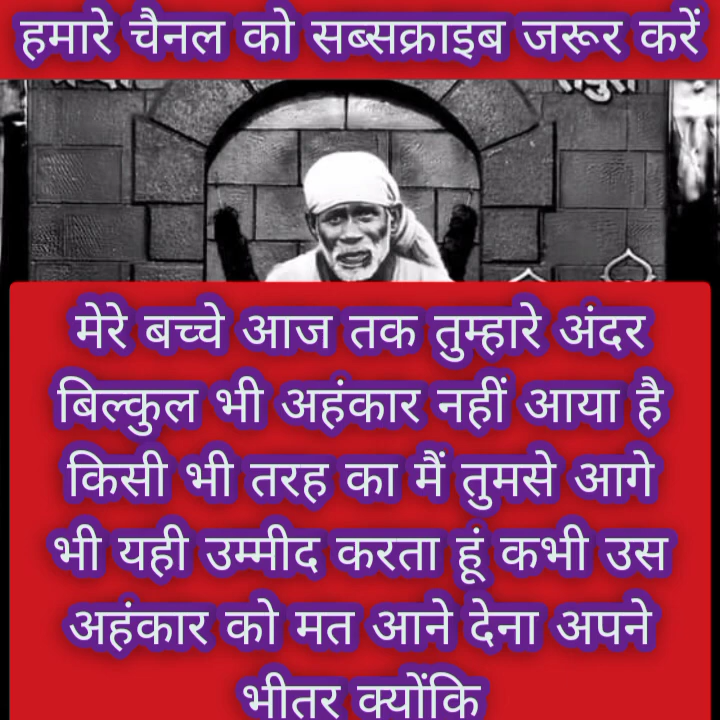 हमारे चैनल को सब्सक्राइब जरूर करें
मेरे बच्चे आज तक तुम्हारे अंदर
बिल्कुल भी अहंकार नहीं आया है
किसी भी तरह का मैं तुमसे आगे
भी यही उम्मीद करता हूं कभी उस
अहंकार को मत आने देना अपने
भीतर क्योंकि